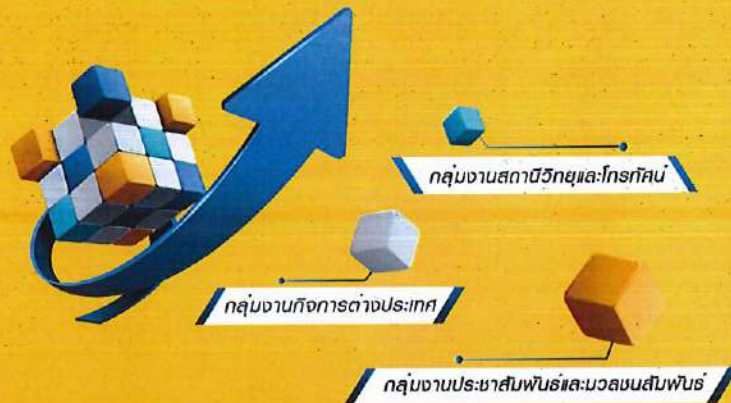 กลุ่มงานสถานีวิทยุและโทรทัศน์
กลุ่มงานกิจการต่างประเทศ
กลุ่มงานประชาสัมพันธ์และมวลชนสัมพันธ์